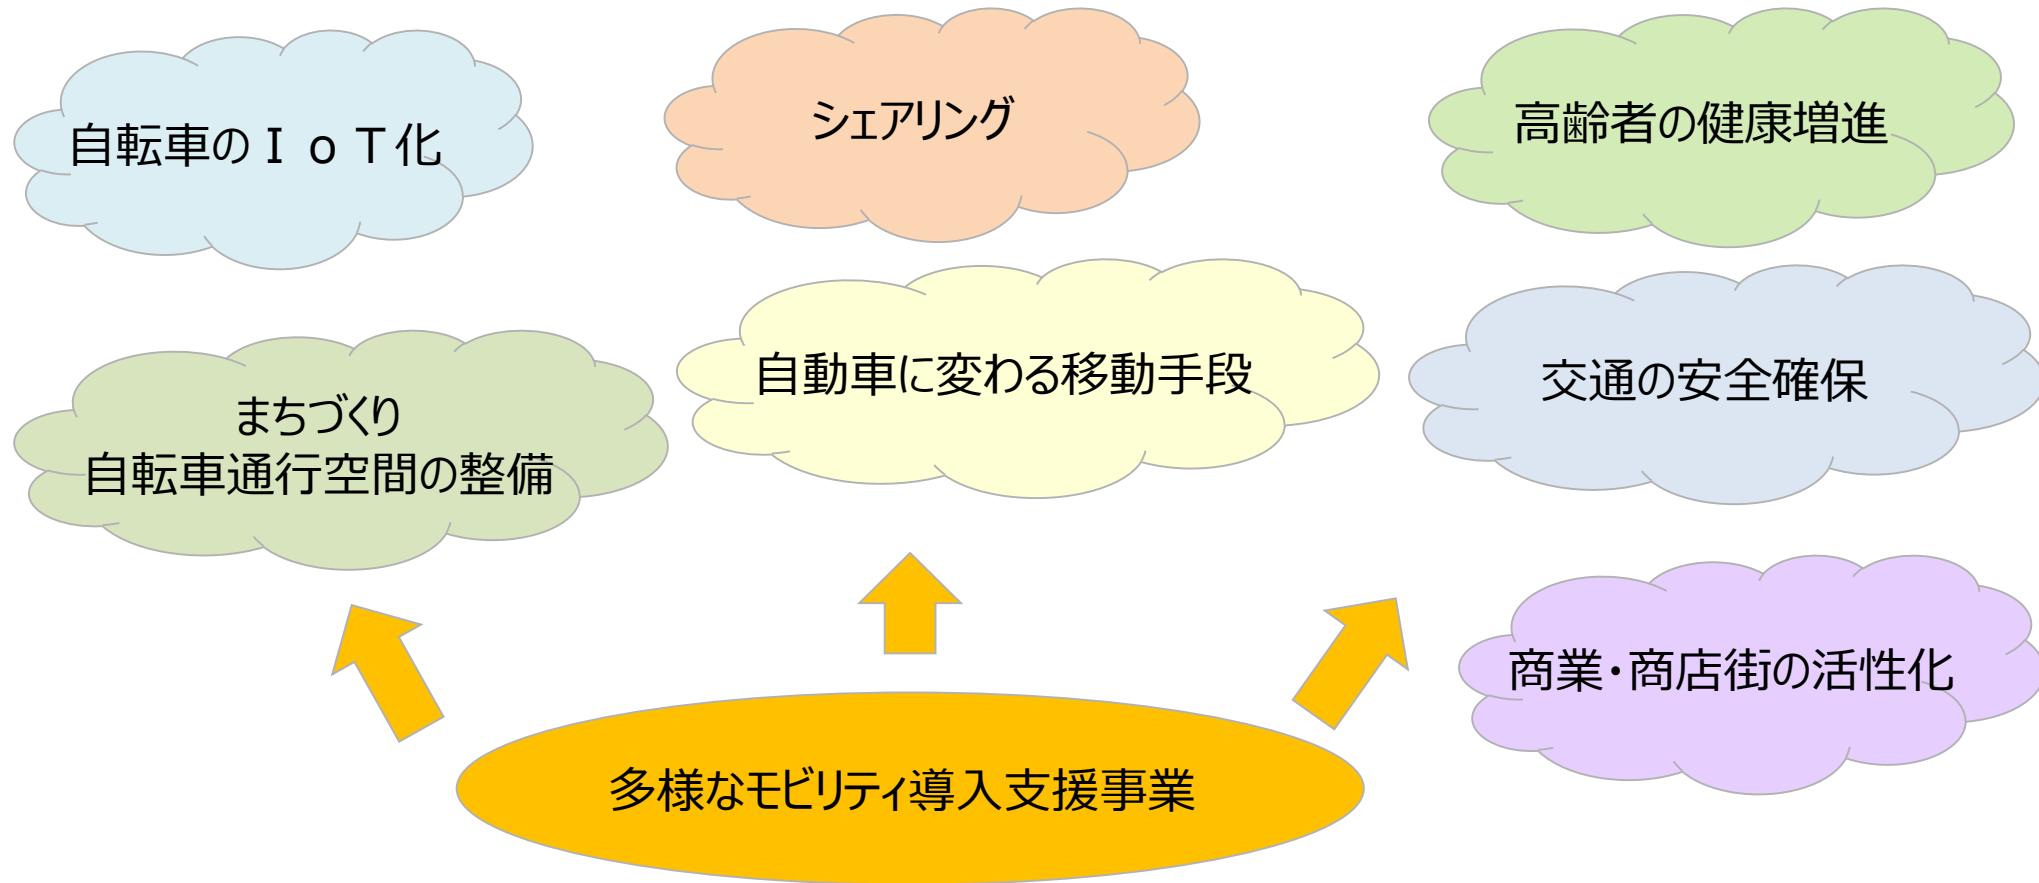 自転車のＩｏＴ化
シェアリング
高齢者の健康増進
まちづくり
自転車通行空間の整備
自動車に変わる移動手段
交通の安全確保
商業・商店街の活性化
多様なモビリティ導入支援事業